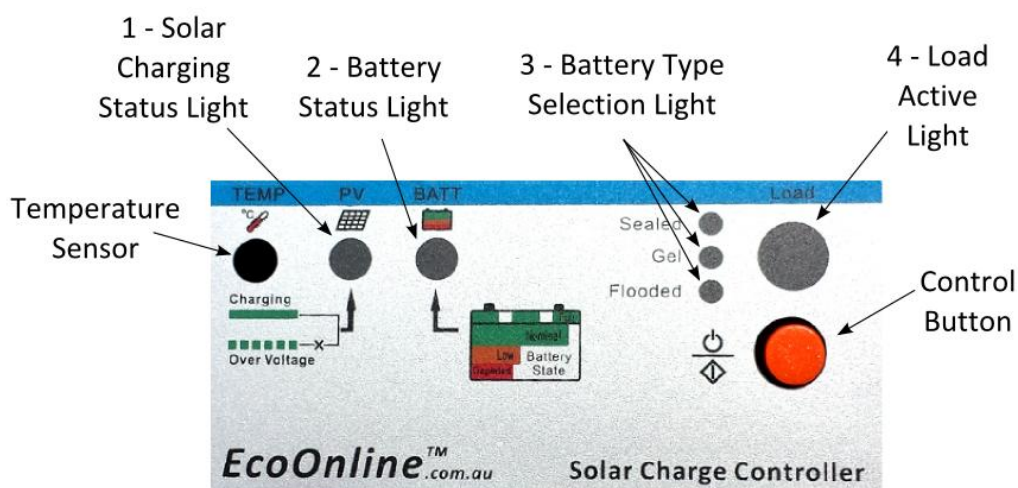 1 - Solar
Charging
Status Light
2 - Battery
Status Light
3 - Battery Type
Selection Light
4 - Load
Active
Light
Temperature
Sensor
TEMP
PV
BATT
Load
°C
Sealed
Gel
Flooded
Charging
Over Voltage
Full
Nominal
Low
Battery
Depleted
State
Control
Button
EcoOnline™.com.au
Solar Charge Controller